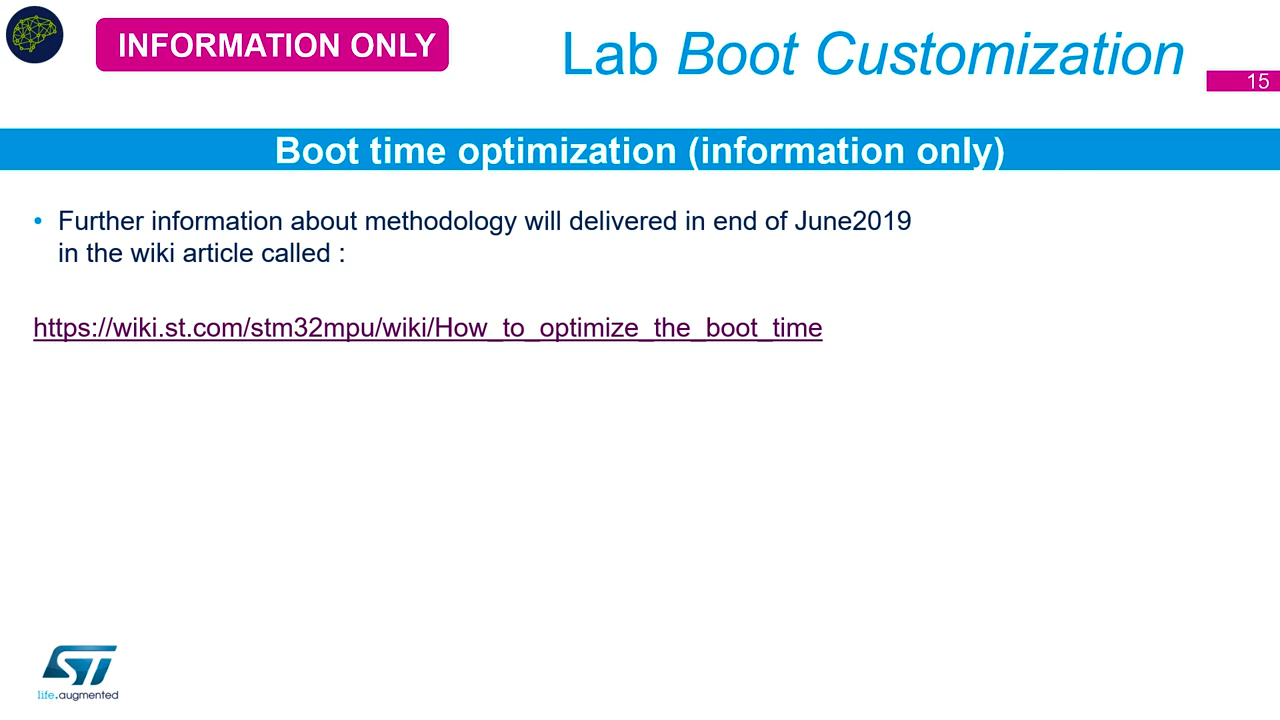 INFORMATION ONLY
Lab Boot Customization
15
Boot time optimization (information only)
• Further information about methodology will delivered in end of June2019
in the wiki article called :
https://wiki.st.com/stm32mpu/wiki/How_to_optimize_the_boot_time
ST
life.augmented